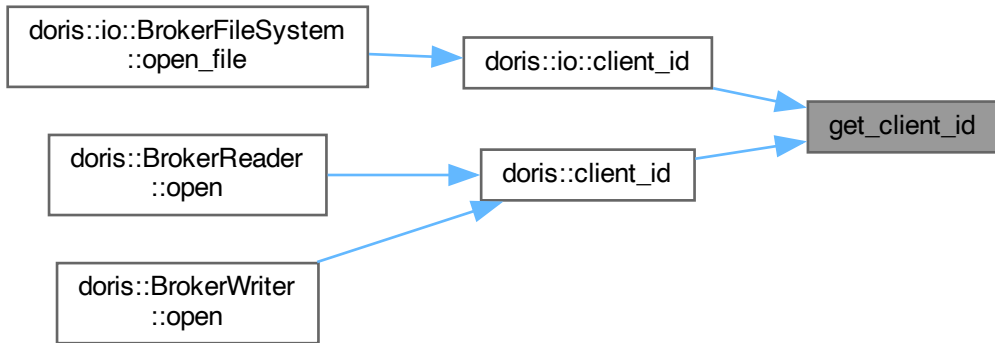 doris::io::BrokerFileSystem
::open_file
doris::io::client_id
get_client_id
doris::BrokerReader
::open
doris::client_id
doris::BrokerWriter
::open